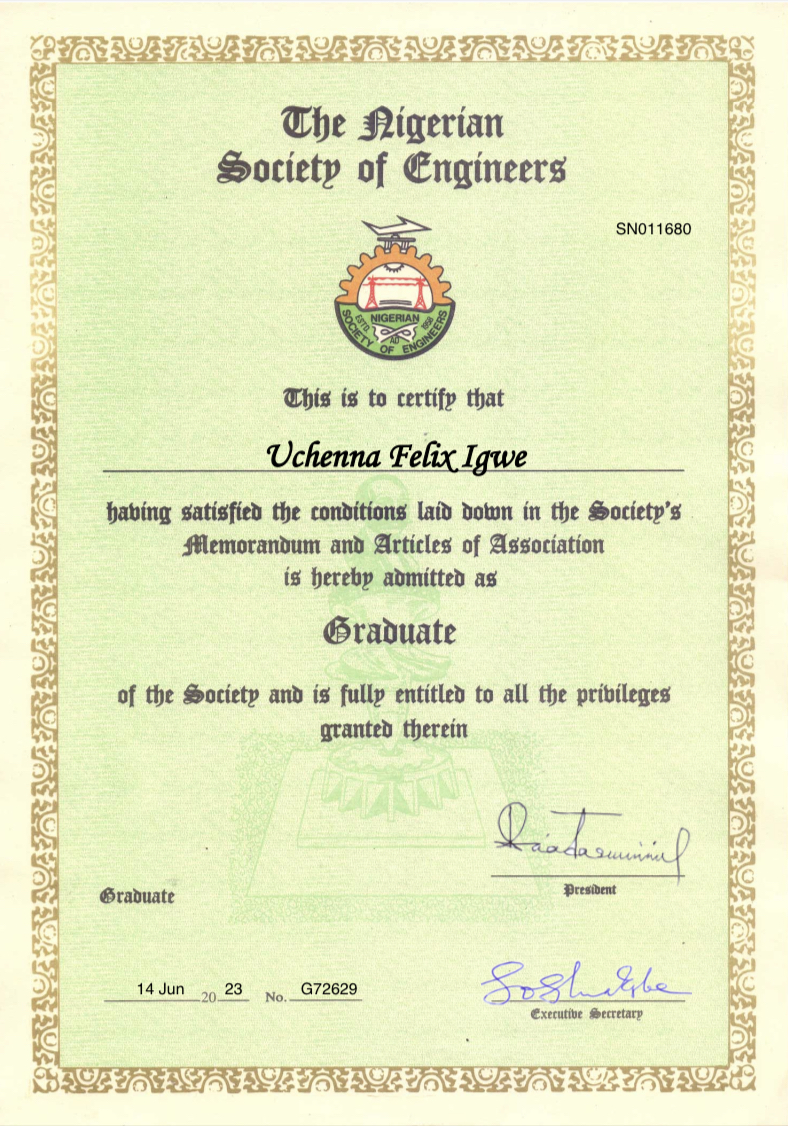 The Nigerian
Society of Engineers
SN011680
ESTD. NIGERIAN 1958
AD
SOCIETY OF ENGINEERS
This is to certify that
Uchenna Felix Igwe
having satisfied the conditions laid down in the Society's
Memorandum and Articles of Association
is hereby admitted as
Graduate
of the Society and is fully entitled to all the privileges
granted therein
President
Graduate
14 Jun 20 23 No. G72629
Executive Secretary